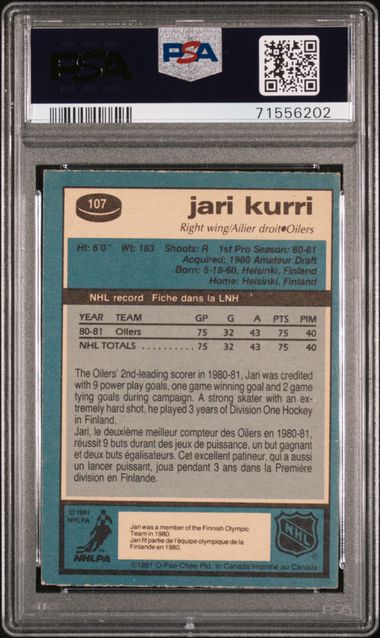 PSA
PSA
71556202
107
jari kurri
Right wing/Ailier droit●Oilers
Ht: 6'0" Wt: 183 Shoots: R 1st Pro Season: 80-81
Acquired: 1980 Amateur Draft
Born: 5-18-60, Helsinki, Finland
Home: Helsinki, Finland
NHL record Fiche dans la LNH
YEAR TEAM GP G A PTS PIM
80-81 Oilers 75 32 43 75 40
NHL TOTALS 75 32 43 75 40
The Oilers' 2nd-leading scorer in 1980-81, Jari was credited
with 9 power play goals, one game winning goal and 2 game
tying goals during campaign. A strong skater with an ex-
tremely hard shot, he played 3 years of Division One Hockey
in Finland.
Jari, le deuxième meilleur compteur des Oilers en 1980-81,
réussit 9 buts durant des jeux de puissance, un but gagnant
et deux buts égalisateurs. Cet excellent patineur, qui a aussi
un lancer puissant, joua pendant 3 ans dans la Première
division en Finlande.
©1981
NHLPA
NHLPA
Jari was a member of the Finnish Olympic
Team in 1980.
Jari fit partie de l'équipe olympique de la
Finlande en 1980.
NHL
©1981 O-Pee-Chee Ptd. in Canada/Imprimé au Canada